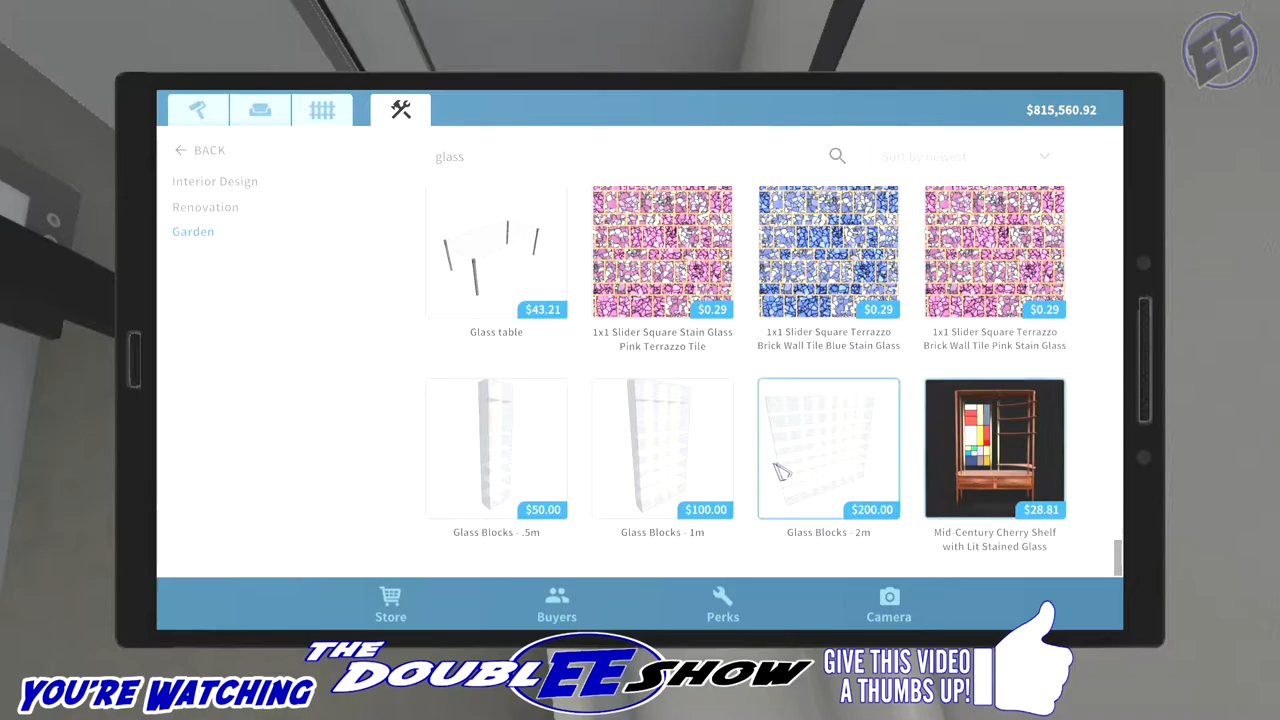 EE
$815,560.92
BACK
glass
Sort by newest
Interior Design
Renovation
Garden
$43.21
$0.29
$0.29
$0.29
Glass table
1x1 Slider Square Stain Glass
Pink Terrazzo Tile
1x1 Slider Square Terrazzo
Brick Wall Tile Blue Stain Glass
1x1 Slider Square Terrazzo
Brick Wall Tile Pink Stain Glass
$50.00
$100.00
$200.00
$28.81
Glass Blocks - .5m
Glass Blocks - 1m
Glass Blocks - 2m
Mid-Century Cherry Shelf
with Lit Stained Glass
Store
Buyers
Perks
Camera
YOU'RE WATCHING
THE
DOUBLEE SHOW
GIVE THIS VIDEO
A THUMBS UP!